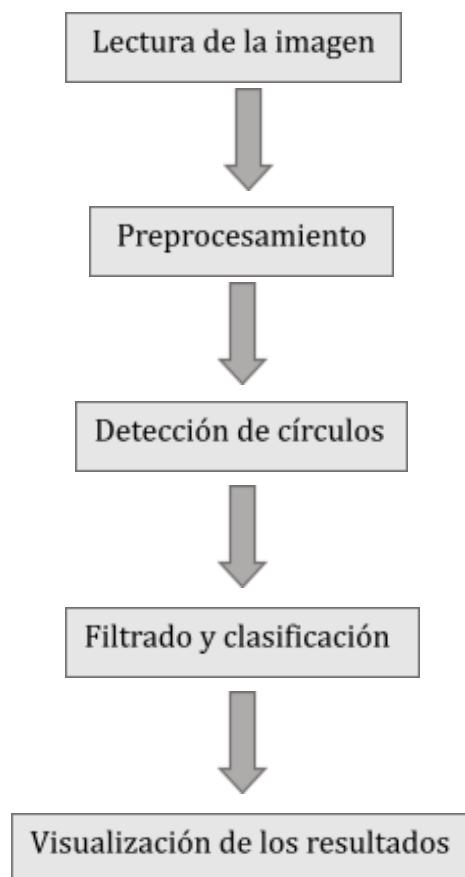 Lectura de la imagen
Preprocesamiento
Detección de círculos
Filtrado y clasificación
Visualización de los resultados